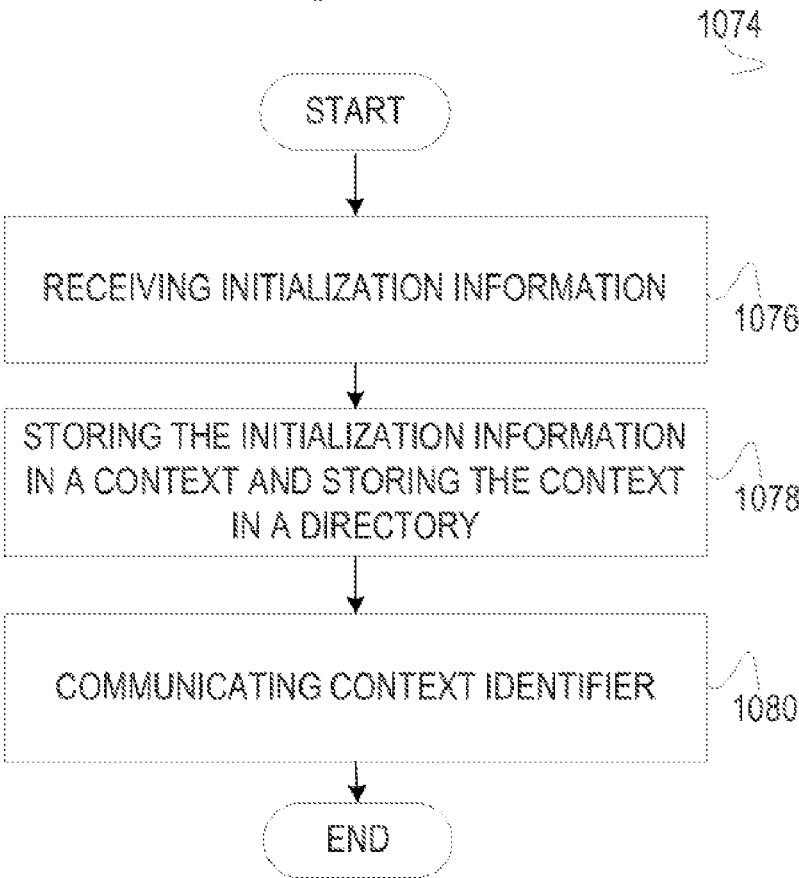 1074
START
RECEIVING INITIALIZATION INFORMATION
1076
STORING THE INITIALIZATION INFORMATION
IN A CONTEXT AND STORING THE CONTEXT
IN A DIRECTORY
1078
COMMUNICATING CONTEXT IDENTIFIER
1080
END